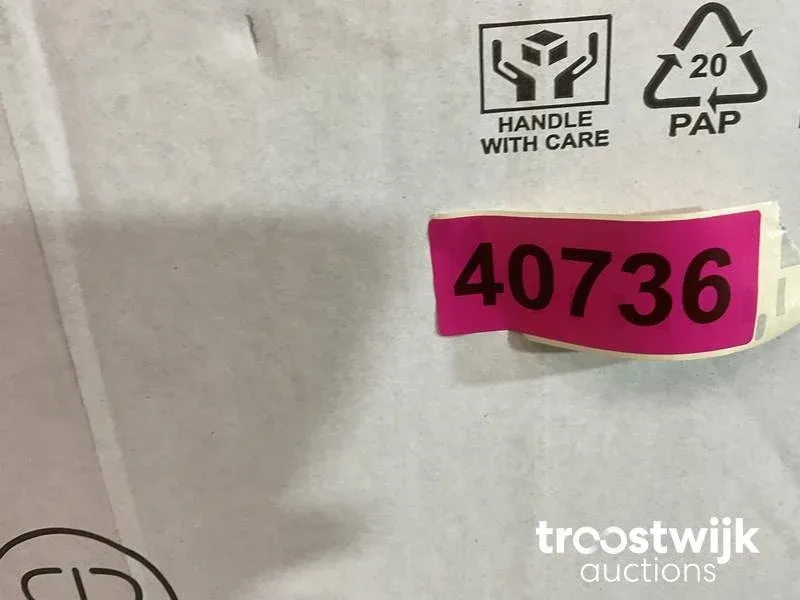 HANDLE
WITH CARE
20
PAP
40736
troostwijk
auctions